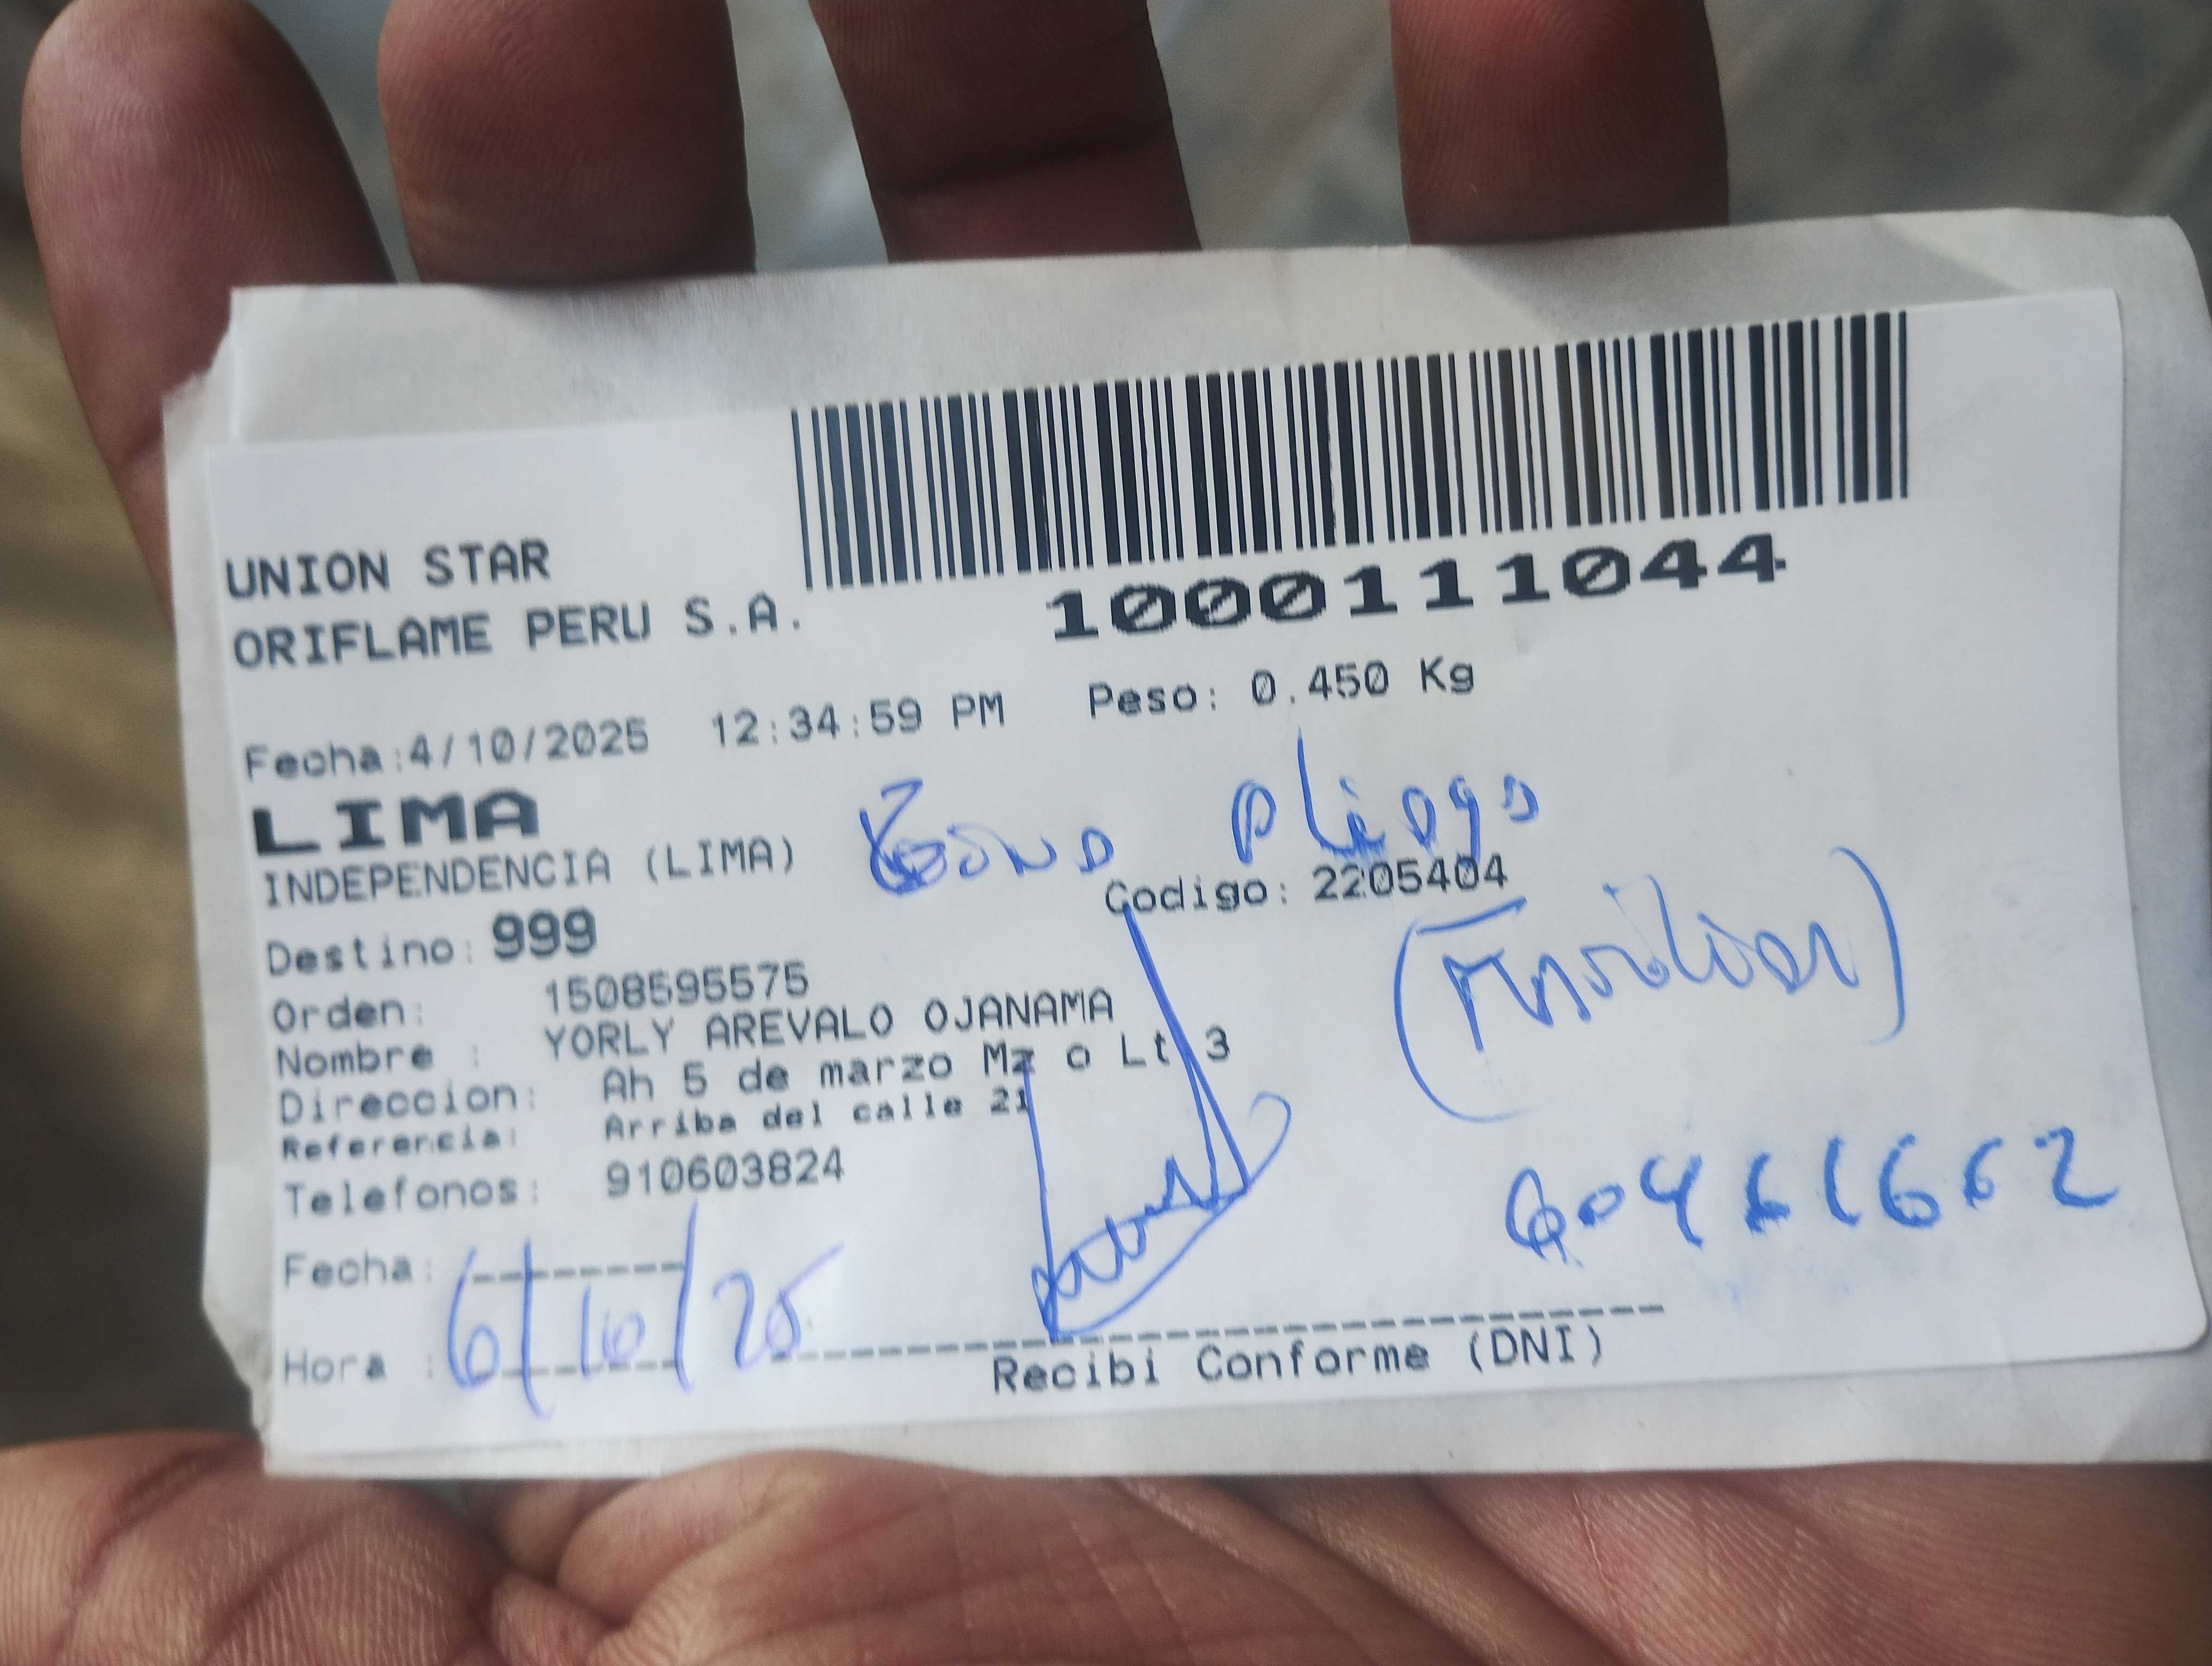 UNION STAR
ORIFLAME PERU S.A.
1000111044
Fecha:4/10/2025 12:34:59 PM Peso: 0.450 Kg
LIMA
INDEPENDENCIA (LIMA)
Codigo: 2205404
Destino: 999
Orden: 1508595575
Nombre : YORLY AREVALO OJANAMA
Direccion: Ah 5 de marzo Mz o Lt 3
Referencia: Arriba del calle 21
Telefonos: 910603824
(Familiar)
Fecha:
6/10/25
Hora :
Recibi Conforme (DNI)